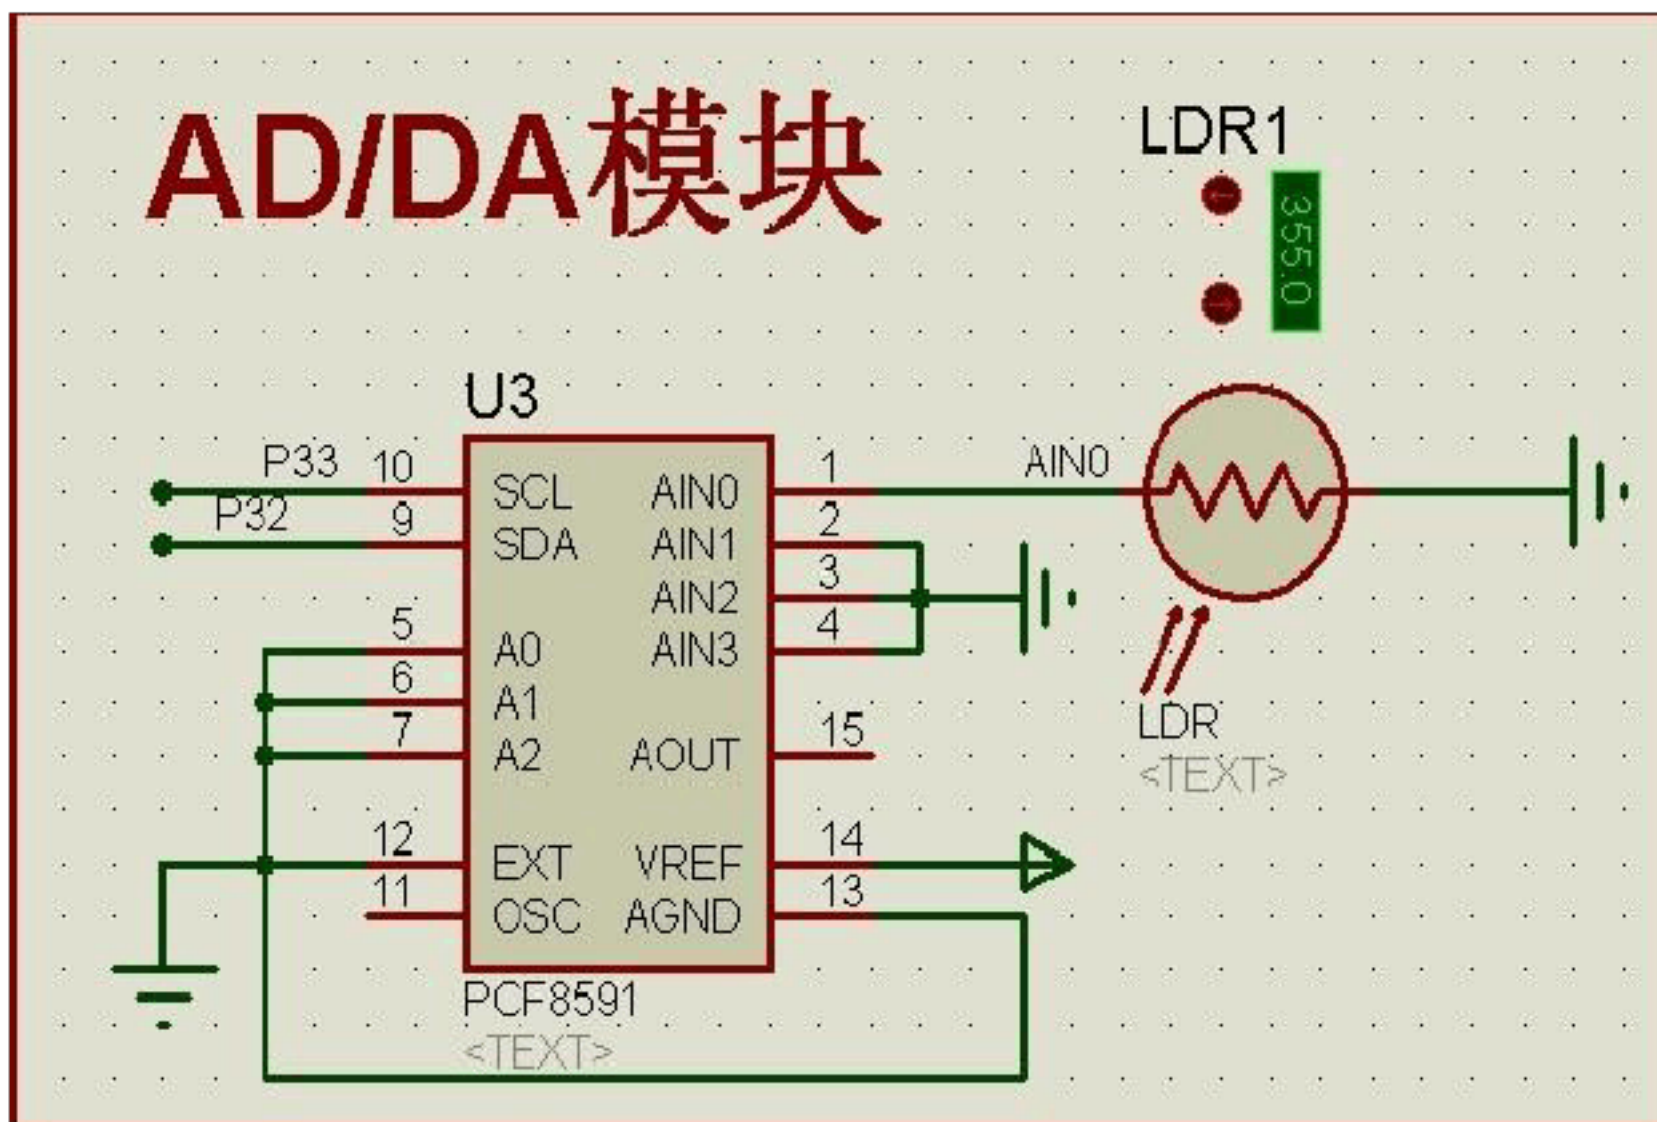 AD/DA模块
LDR1
355.0
U3
P33 10 SCL AIN0 1 AIN0
P32 9 SDA AIN1 2
AIN2 3
5 A0 AIN3 4
6 A1
7 A2 AOUT 15
LDR
<TEXT>
12 EXT VREF 14
11 OSC AGND 13
PCF8591
<TEXT>